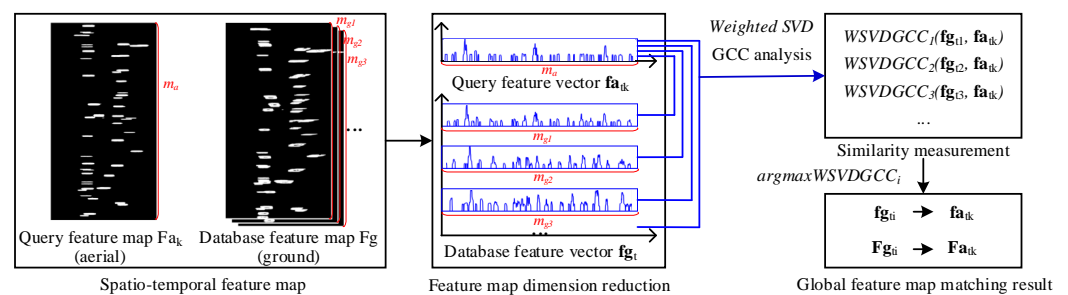 m_a
m_g1
m_g2
m_g3
...
Query feature map Fa_k
(aerial)
Database feature map Fg
(ground)
Spatio-temporal feature map
m_a
Query feature vector fa_tk
m_g1
m_g2
m_g3
...
Database feature vector fg_t
Feature map dimension reduction
Weighted SVD
GCC analysis
WSVDGCC_1(fg_t1, fa_tk)
WSVDGCC_2(fg_t2, fa_tk)
WSVDGCC_3(fg_t3, fa_tk)
...
Similarity measurement
argmaxWSVDGCC_i
fg_ti → fa_tk
Fg_ti → Fa_tk
Global feature map matching result